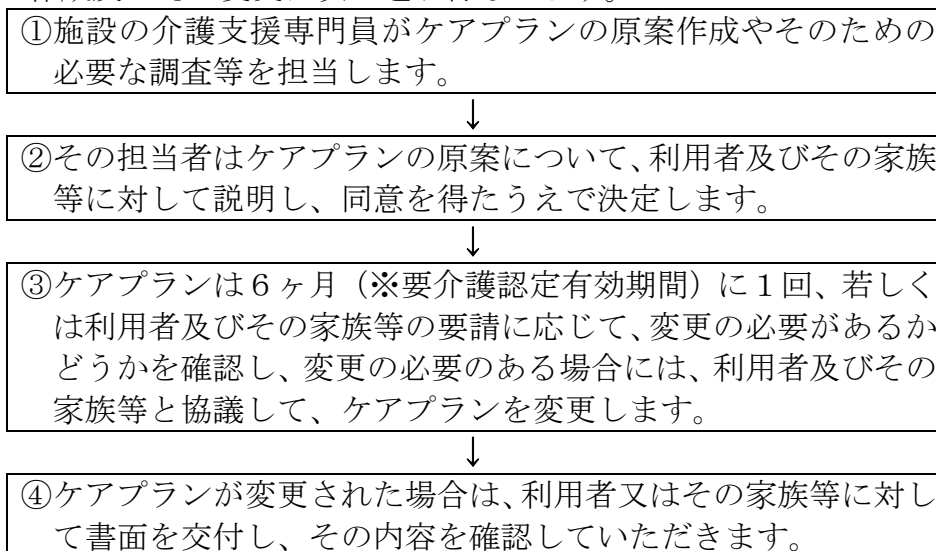 ①施設の介護支援専門員がケアプランの原案作成やそのための
必要な調査等を担当します。
↓
②その担当者はケアプランの原案について、利用者及びその家族
等に対して説明し、同意を得たうえで決定します。
↓
③ケアプランは６ヶ月（※要介護認定有効期間）に１回、若しく
は利用者及びその家族等の要請に応じて、変更の必要があるか
どうかを確認し、変更の必要のある場合には、利用者及びその
家族等と協議して、ケアプランを変更します。
↓
④ケアプランが変更された場合は、利用者又はその家族等に対し
て書面を交付し、その内容を確認していただきます。